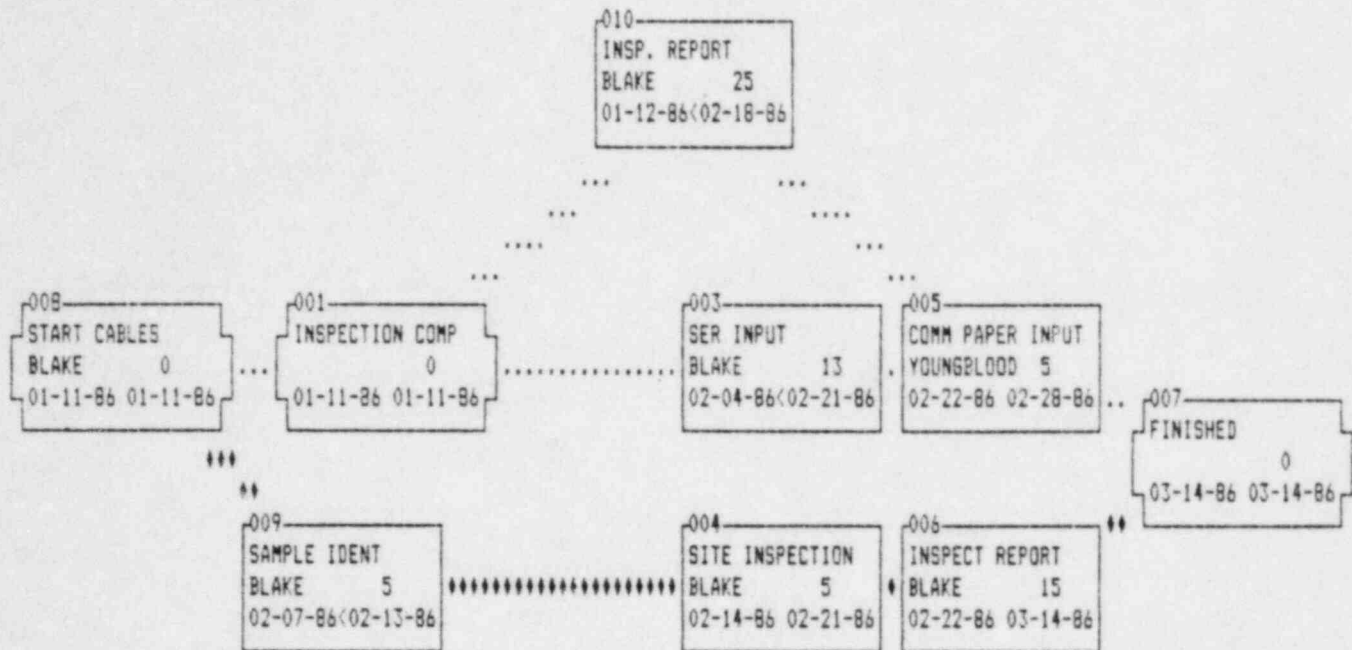 010
INSP. REPORT
BLAKE 25
01-12-86<02-18-86
008
START CABLES
BLAKE 0
01-11-86 01-11-86
001
INSPECTION COMP
0
01-11-86 01-11-86
003
SER INPUT
BLAKE 13
02-04-86<02-21-86
005
COMM PAPER INPUT
YOUNGBLOOD 5
02-22-86 02-28-86
007
FINISHED
0
03-14-86 03-14-86
009
SAMPLE IDENT
BLAKE 5
02-07-86<02-13-86
004
SITE INSPECTION
BLAKE 5
02-14-86 02-21-86
006
INSPECT REPORT
BLAKE 15
02-22-86 03-14-86